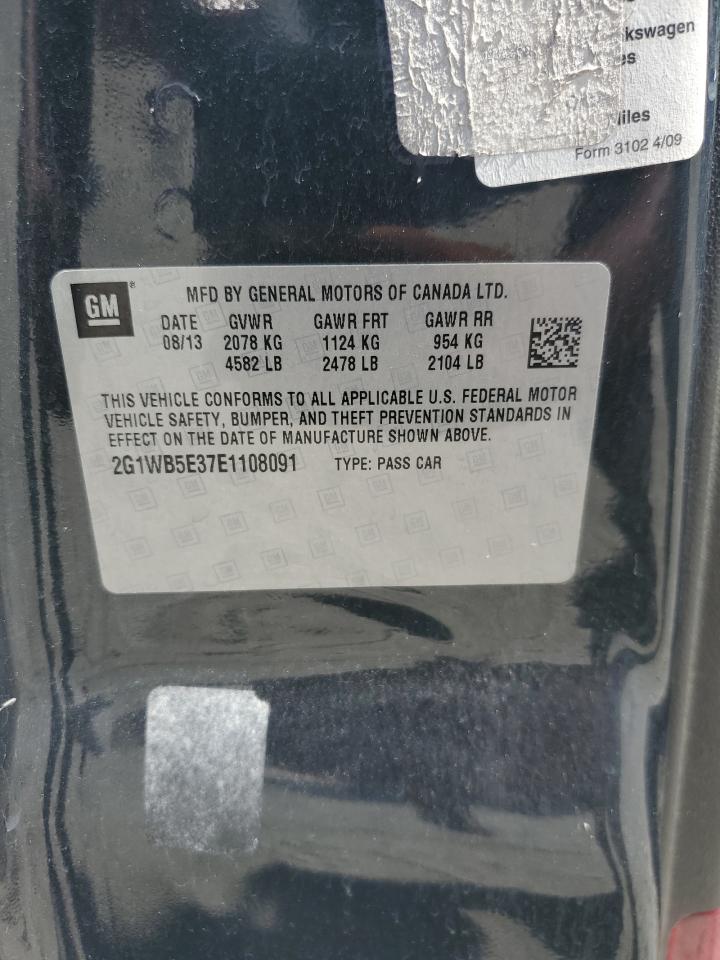 kswagen
es
iles
Form 3102 4/09
GM ®
MFD BY GENERAL MOTORS OF CANADA LTD.
DATE GVWR GAWR FRT GAWR RR
08/13 2078 KG 1124 KG 954 KG
4582 LB 2478 LB 2104 LB
THIS VEHICLE CONFORMS TO ALL APPLICABLE U.S. FEDERAL MOTOR
VEHICLE SAFETY, BUMPER, AND THEFT PREVENTION STANDARDS IN
EFFECT ON THE DATE OF MANUFACTURE SHOWN ABOVE.
2G1WB5E37E1108091 TYPE: PASS CAR